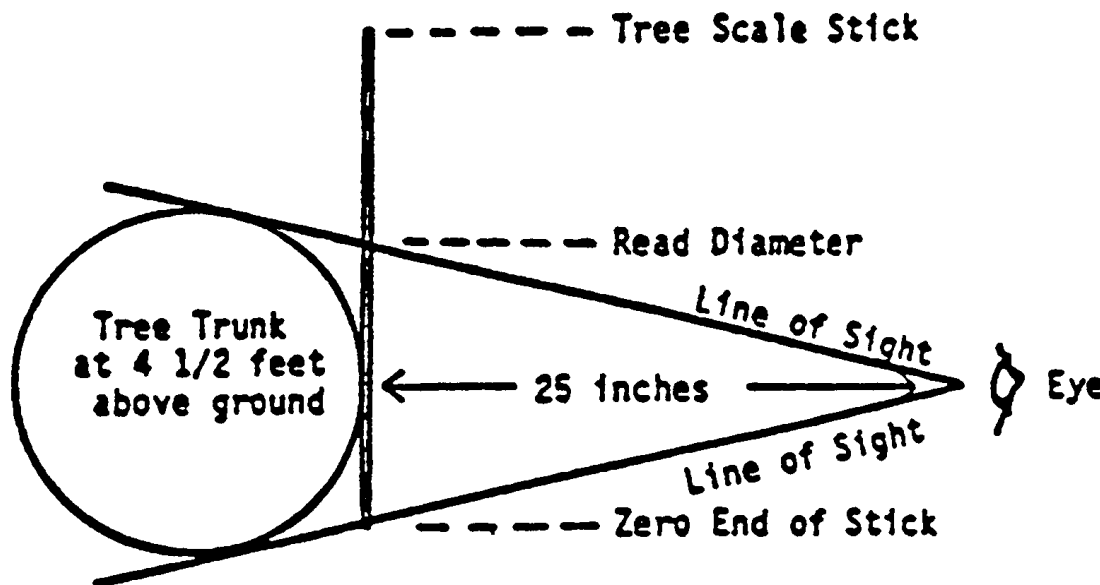 Tree Scale Stick
Read Diameter
Line of Sight
Tree Trunk
at 4 1/2 feet
above ground
25 inches
Eye
Line of Sight
Zero End of Stick